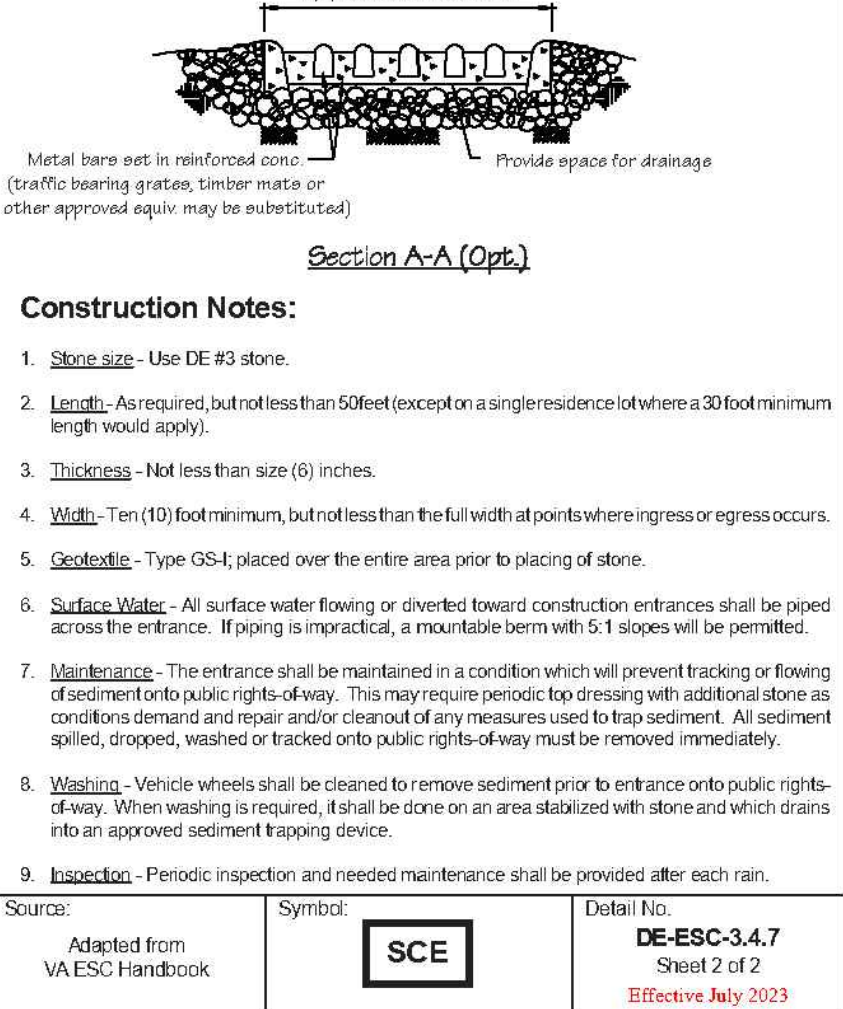 Metal bars set in reinforced conc.
(traffic bearing grates, timber mats or
other approved equiv. may be substituted)
Provide space for drainage
Section A-A (Opt.)
Construction Notes:
1. Stone size - Use DE #3 stone.
2. Length - As required, but not less than 50feet (except on a single residence lot where a 30 foot minimum
length would apply).
3. Thickness - Not less than size (6) inches.
4. Width - Ten (10) foot minimum, but not less than the full width at points where ingress or egress occurs.
5. Geotextile - Type GS-I; placed over the entire area prior to placing of stone.
6. Surface Water - All surface water flowing or diverted toward construction entrances shall be piped
across the entrance. If piping is impractical, a mountable berm with 5:1 slopes will be permitted.
7. Maintenance - The entrance shall be maintained in a condition which will prevent tracking or flowing
of sediment onto public rights-of-way. This may require periodic top dressing with additional stone as
conditions demand and repair and/or cleanout of any measures used to trap sediment. All sediment
spilled, dropped, washed or tracked onto public rights-of-way must be removed immediately.
8. Washing - Vehicle wheels shall be cleaned to remove sediment prior to entrance onto public rights-
of-way. When washing is required, it shall be done on an area stabilized with stone and which drains
into an approved sediment trapping device.
9. Inspection - Periodic inspection and needed maintenance shall be provided after each rain.
Source:
Adapted from
VA ESC Handbook
Symbol:
SCE
Detail No.
DE-ESC-3.4.7
Sheet 2 of 2
Effective July 2023